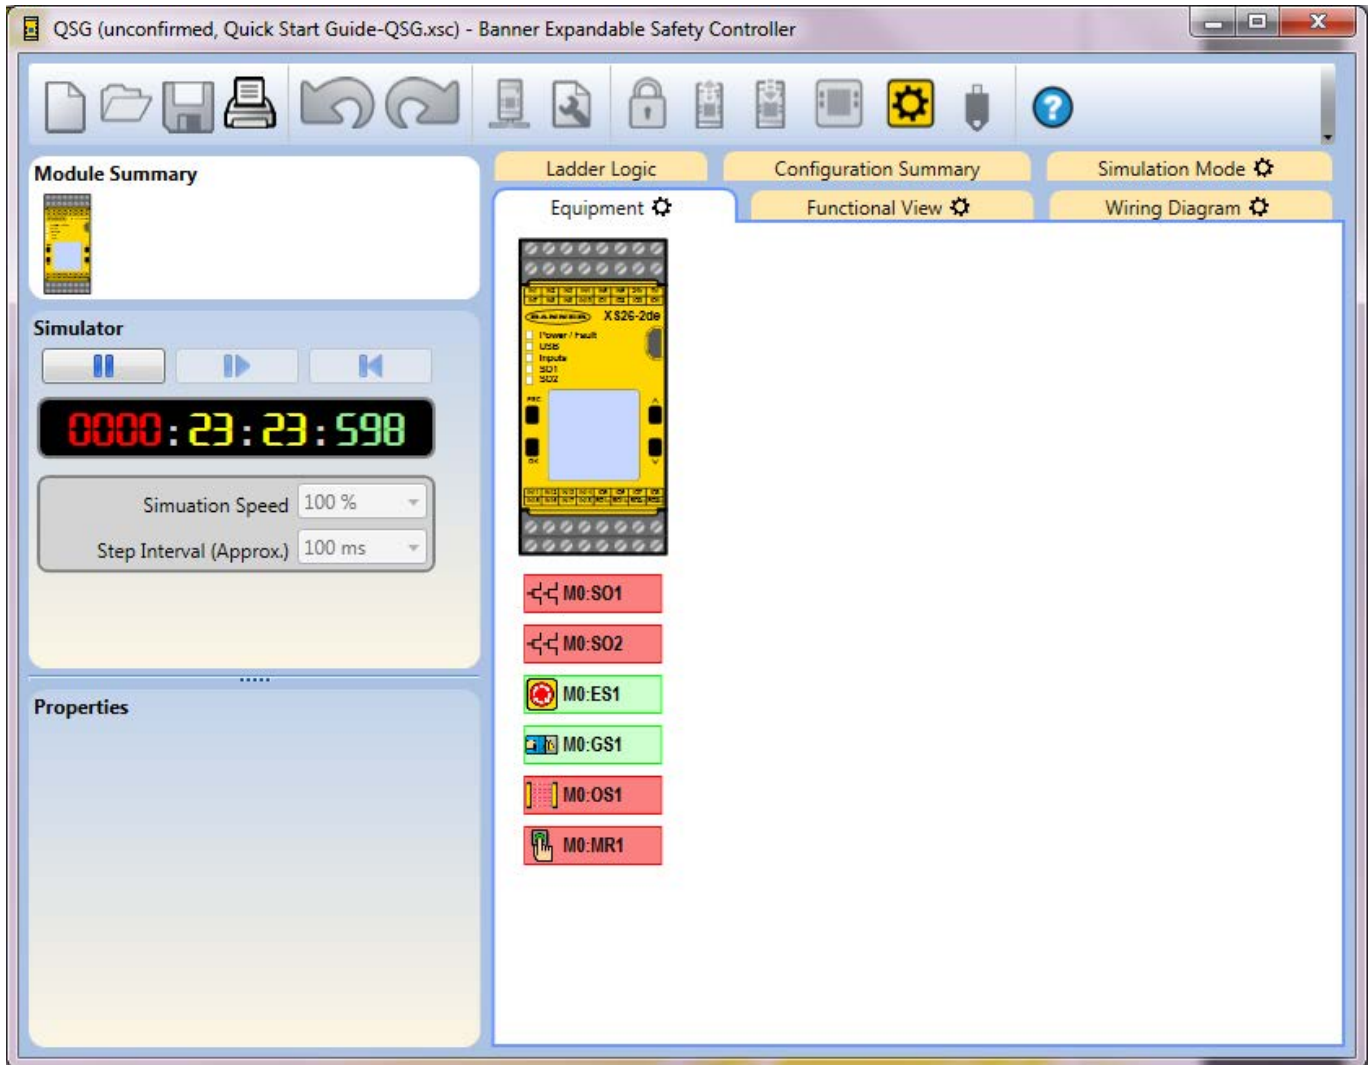 QSG (unconfirmed, Quick Start Guide-QSG.xsc) - Banner Expandable Safety Controller
Module Summary
Ladder Logic
Configuration Summary
Simulation Mode
Equipment
Functional View
Wiring Diagram
Simulator
0000:23:23:598
Simuation Speed 100 %
Step Interval (Approx.) 100 ms
Properties
BANNER XS26-2de
Power / Fault
USB
Inputs
SO1
SO2
OK
M0:SO1
M0:SO2
M0:ES1
M0:GS1
M0:OS1
M0:MR1